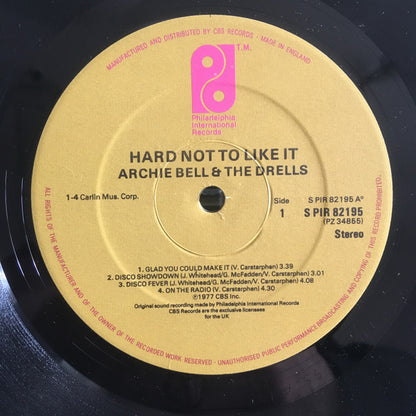 MANUFACTURED AND DISTRIBUTED BY CBS RECORDS - MADE IN ENGLAND
T.M.
Philadelphia
International
Records
HARD NOT TO LIKE IT
ARCHIE BELL & THE DRELLS
1-4 Carlin Mus. Corp.
Side
1
S PIR 82195 A°
S PIR 82195
(PZ 34855)
Stereo
1. GLAD YOU COULD MAKE IT (V. Carstarphen) 3.39
2. DISCO SHOWDOWN (J. Whitehead/G. McFadden/V. Carstarphen) 3.01
3. DISCO FEVER (J. Whitehead/G. McFadden/V. Carstarphen) 4.08
4. ON THE RADIO (V. Carstarphen) 4.30
℗1977 CBS Inc.
Original sound recording made by Philadelphia International Records
CBS Records are the exclusive licensees
for the UK
ALL RIGHTS OF THE MANUFACTURER AND OF THE OWNER OF THE RECORDED WORK RESERVED - UNAUTHORISED PUBLIC PERFORMANCE BROADCASTING AND COPYING OF THIS RECORD PROHIBITED.